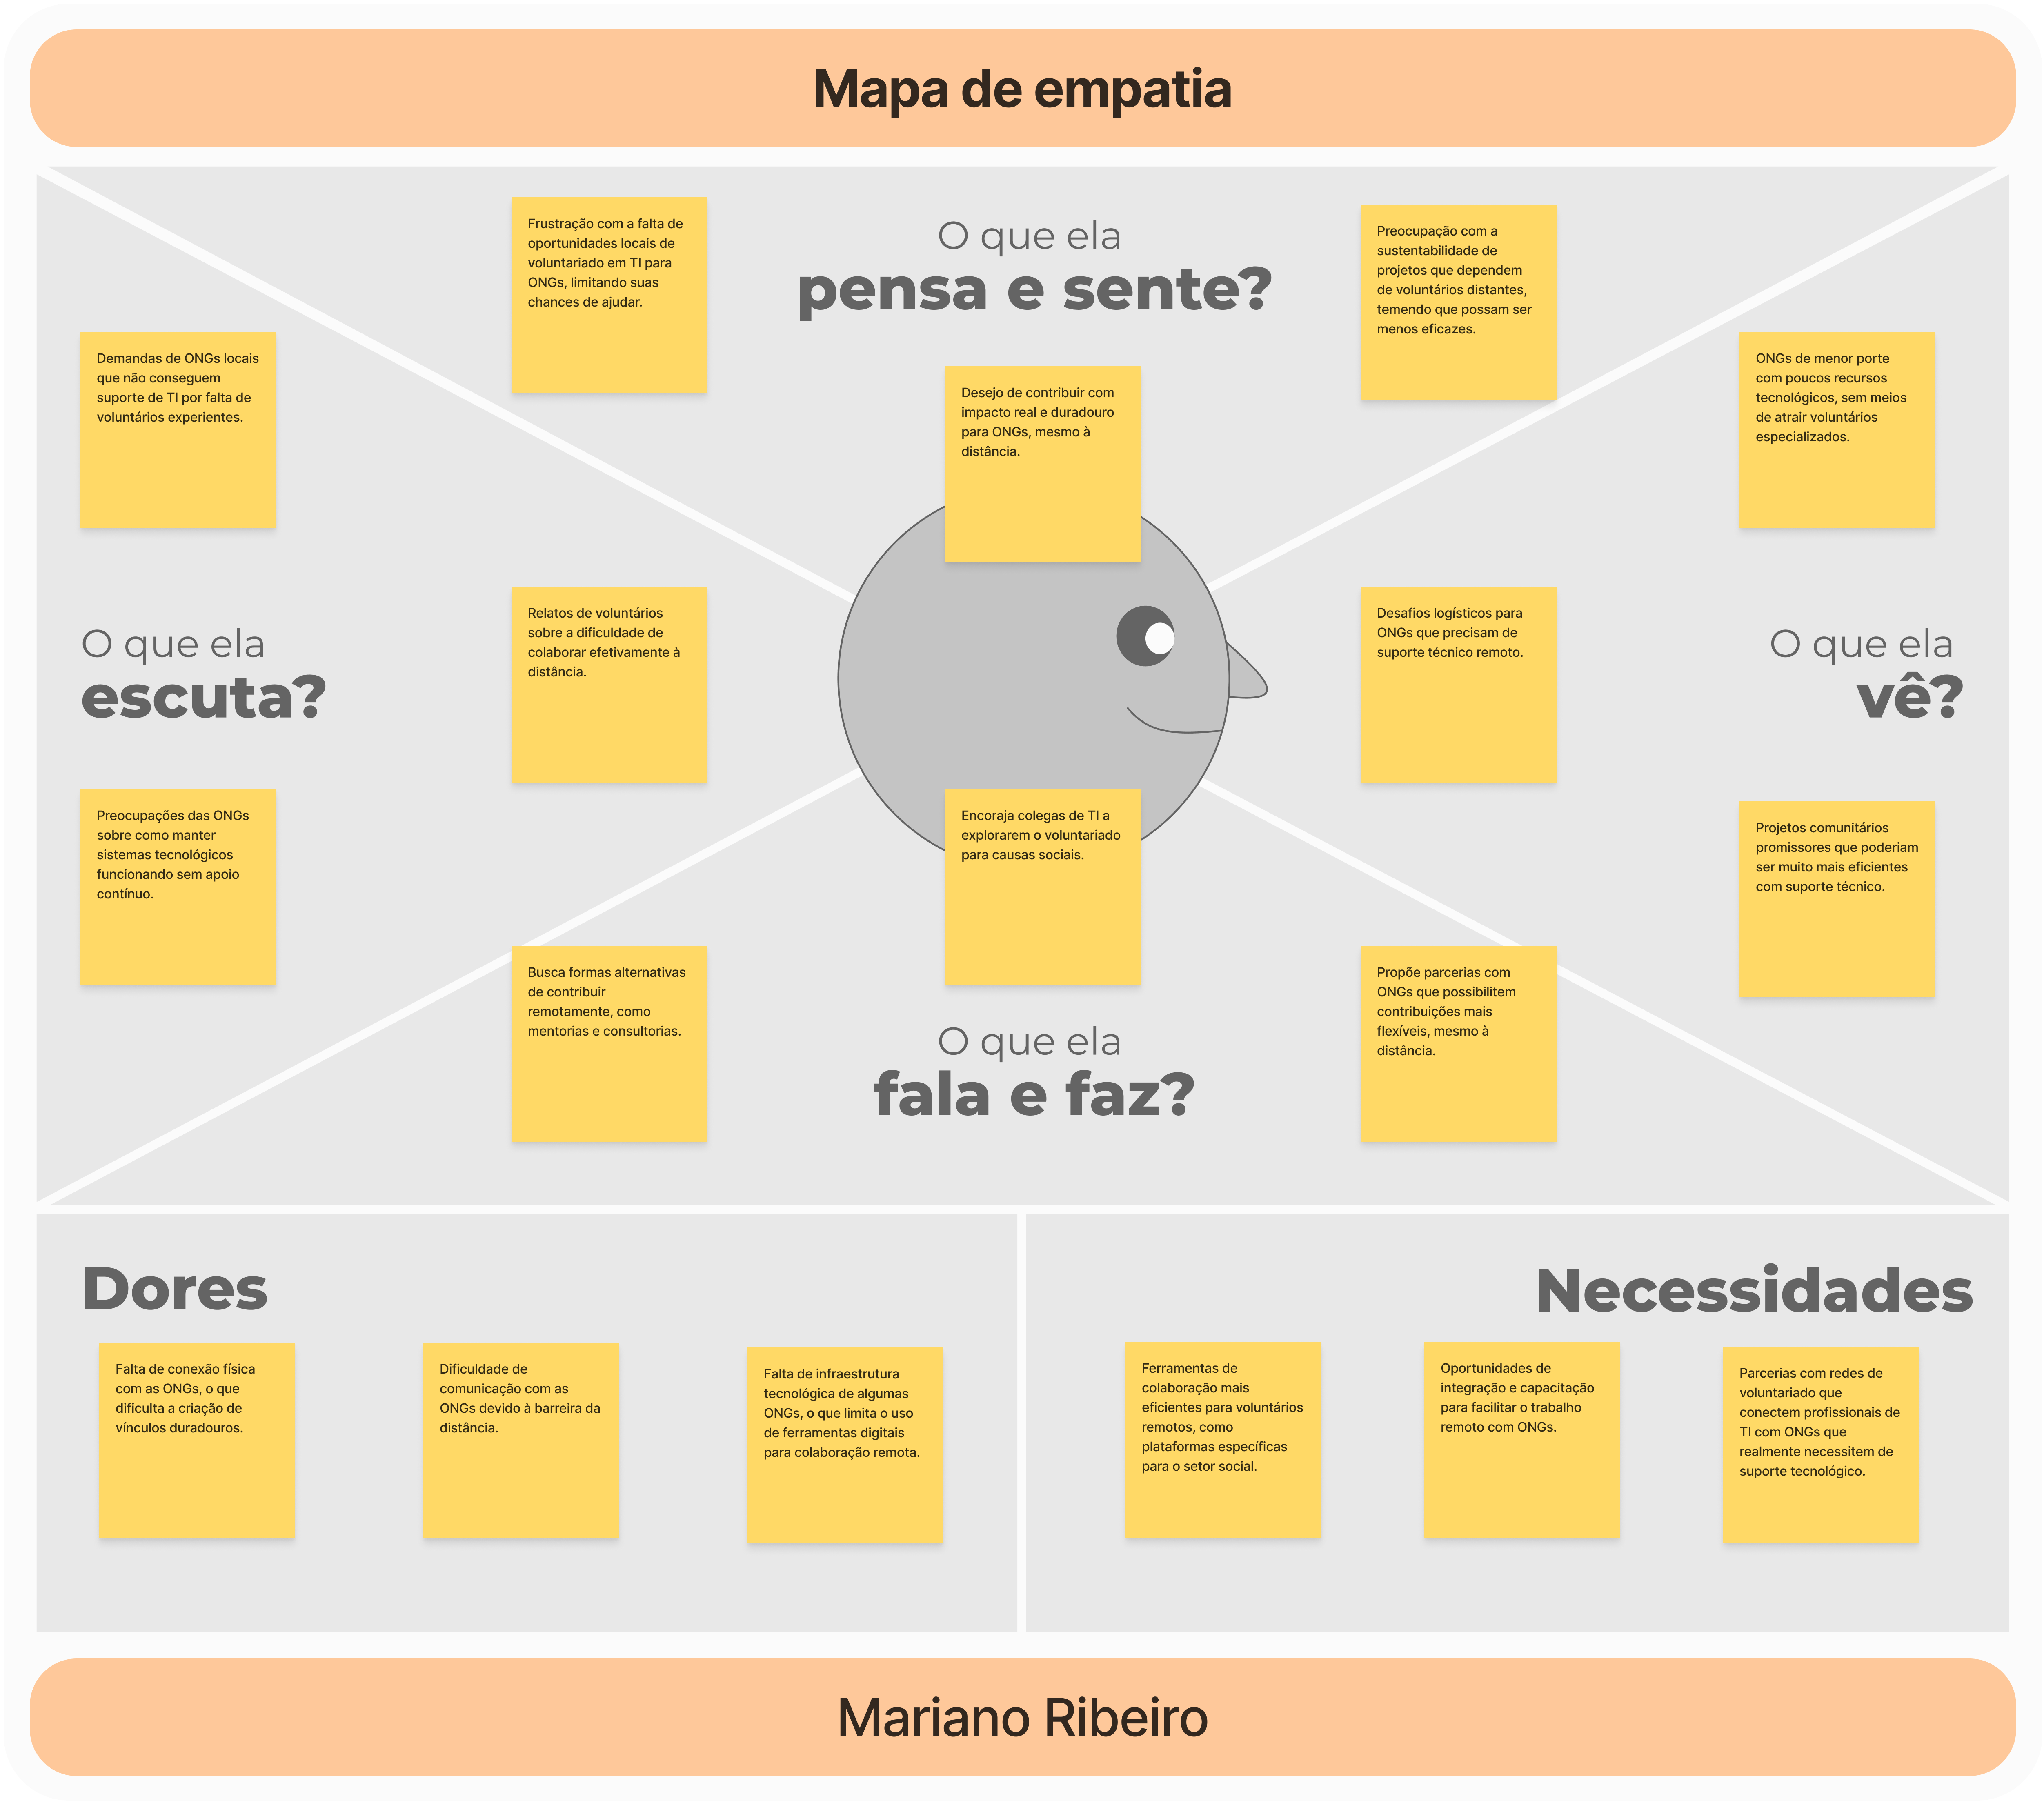 Mapa de empatia
O que ela
pensa e sente?
Frustração com a falta de
oportunidades locais de
voluntariado em TI para
ONGs, limitando suas
chances de ajudar.
Desejo de contribuir com
impacto real e duradouro
para ONGs, mesmo à
distância.
Preocupação com a
sustentabilidade de
projetos que dependem
de voluntários distantes,
temendo que possam ser
menos eficazes.
O que ela
escuta?
Demandas de ONGs locais
que não conseguem
suporte de TI por falta de
voluntários experientes.
Relatos de voluntários
sobre a dificuldade de
colaborar efetivamente à
distância.
Preocupações das ONGs
sobre como manter
sistemas tecnológicos
funcionando sem apoio
contínuo.
O que ela
vê?
ONGs de menor porte
com poucos recursos
tecnológicos, sem meios
de atrair voluntários
especializados.
Desafios logísticos para
ONGs que precisam de
suporte técnico remoto.
Projetos comunitários
promissores que poderiam
ser muito mais eficientes
com suporte técnico.
Encoraja colegas de TI a
explorarem o voluntariado
para causas sociais.
Busca formas alternativas
de contribuir
remotamente, como
mentorias e consultorias.
Propõe parcerias com
ONGs que possibilitem
contribuições mais
flexíveis, mesmo à
distância.
O que ela
fala e faz?
Dores
Falta de conexão física
com as ONGs, o que
dificulta a criação de
vínculos duradouros.
Dificuldade de
comunicação com as
ONGs devido à barreira da
distância.
Falta de infraestrutura
tecnológica de algumas
ONGs, o que limita o uso
de ferramentas digitais
para colaboração remota.
Necessidades
Ferramentas de
colaboração mais
eficientes para voluntários
remotos, como
plataformas específicas
para o setor social.
Oportunidades de
integração e capacitação
para facilitar o trabalho
remoto com ONGs.
Parcerias com redes de
voluntariado que
conectem profissionais de
TI com ONGs que
realmente necessitem de
suporte tecnológico.
Mariano Ribeiro